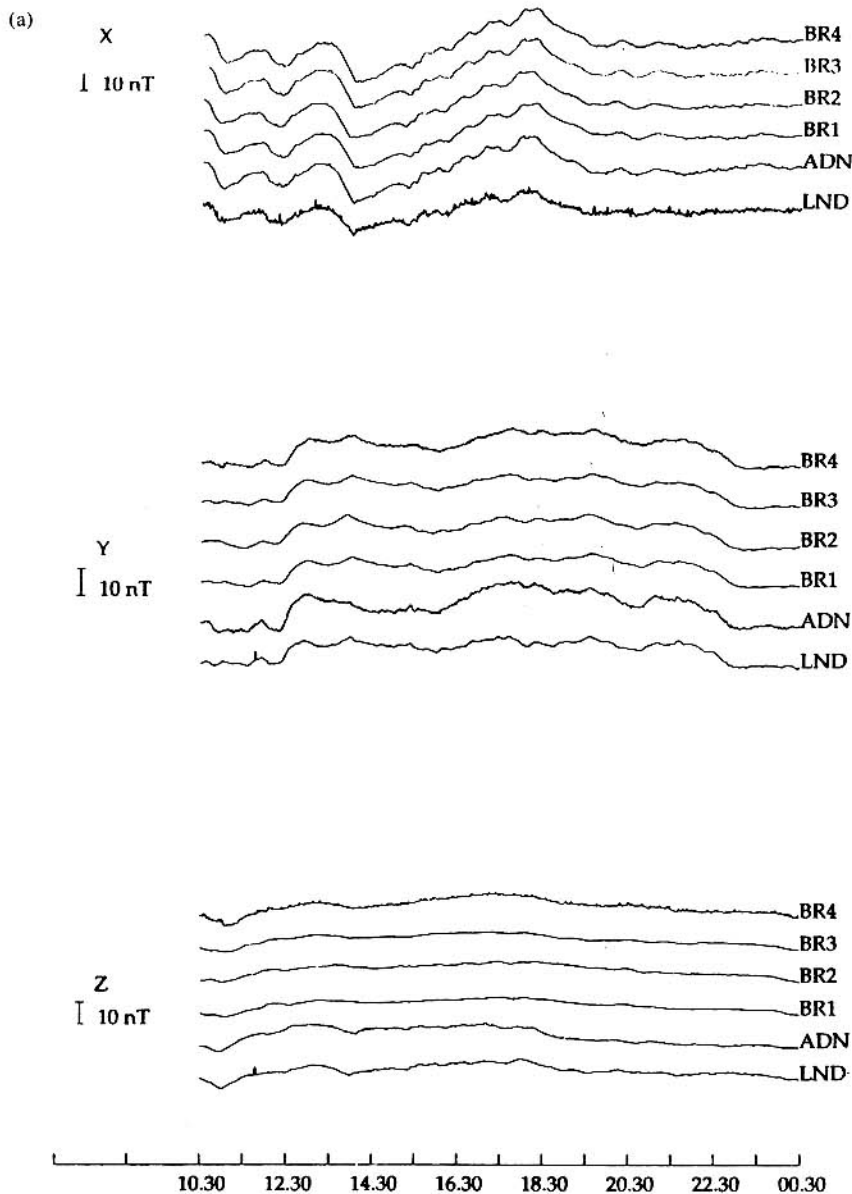 (a)
X
10 nT
BR4
BR3
BR2
BR1
ADN
LND
Y
10 nT
BR4
BR3
BR2
BR1
ADN
LND
Z
10 nT
BR4
BR3
BR2
BR1
ADN
LND
10.30 12.30 14.30 16.30 18.30 20.30 22.30 00.30